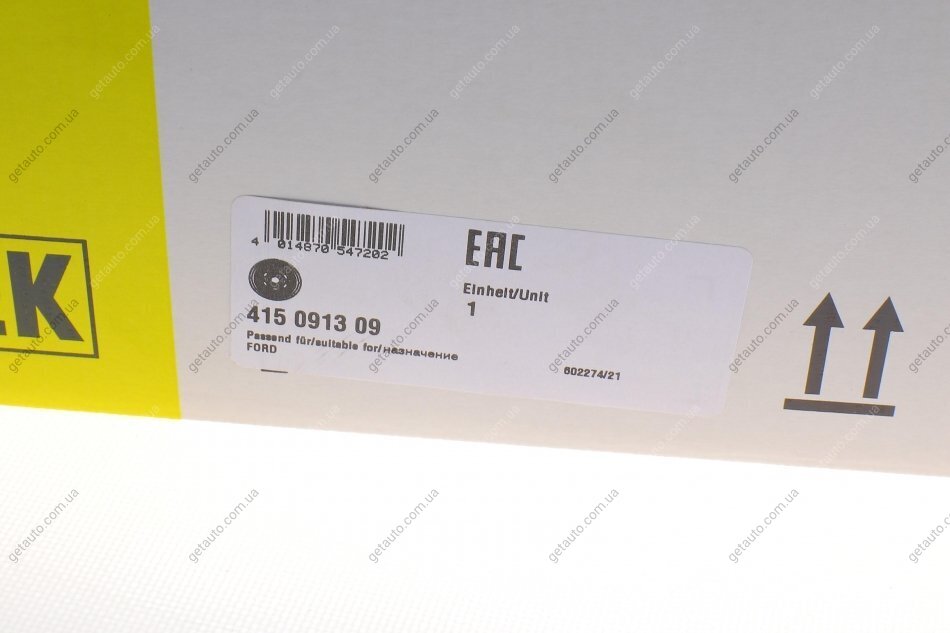 LK
4 014870 547202
EAC
Einheit/Unit
1
415 0913 09
Passend für/suitable for/назначение
FORD
602274/21
getauto.com.ua